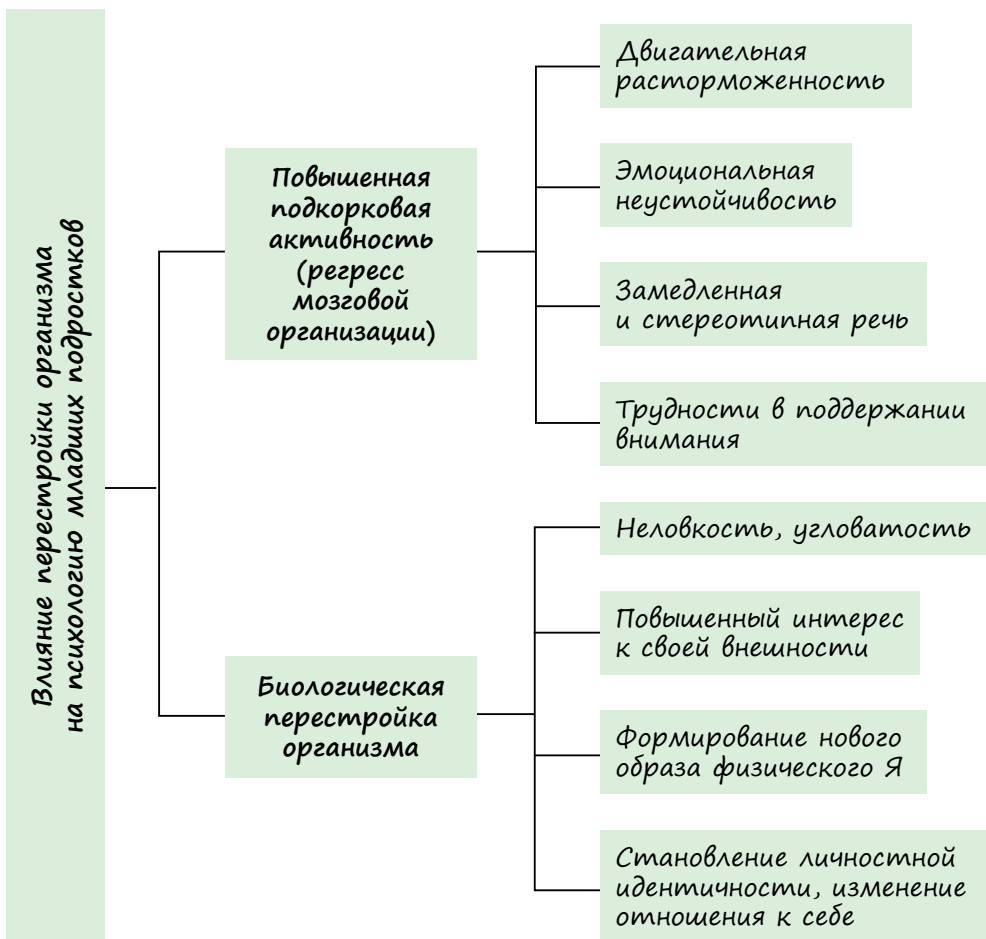 Влияние перестройки организма
на психологию младших подростков
Повышенная
подкорковая
активность
(регресс
мозговой
организации)
Двигательная
расторможенность
Эмоциональная
неустойчивость
Замедленная
и стереотипная речь
Трудности в поддержании
внимания
Биологическая
перестройка
организма
Неловкость, угловатость
Повышенный интерес
к своей внешности
Формирование нового
образа физического Я
Становление личностной
идентичности, изменение
отношения к себе